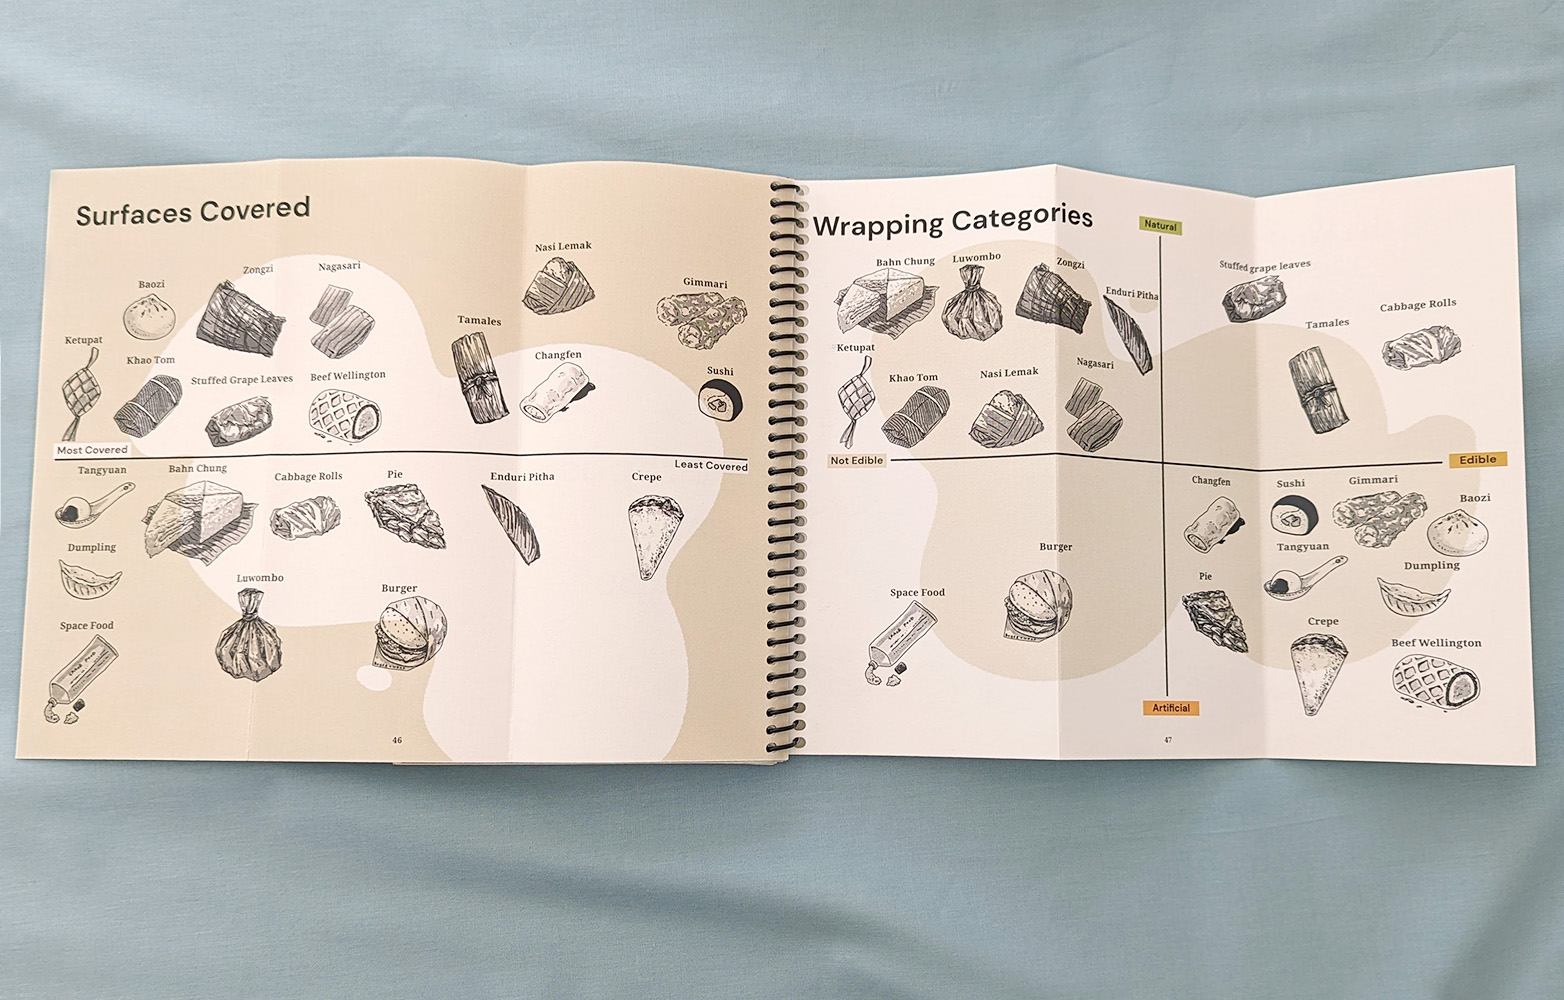 Surfaces Covered
Nasi Lemak
Zongzi
Nagasari
Baozi
Gimmari
Tamales
Ketupat
Khao Tom
Changfen
Stuffed Grape Leaves
Beef Wellington
Sushi
Most Covered
Least Covered
Tangyuan
Bahn Chung
Cabbage Rolls
Pie
Enduri Pitha
Crepe
Dumpling
Luwombo
Burger
Space Food
46
Wrapping Categories
Natural
Bahn Chung
Luwombo
Zongzi
Enduri Pitha
Stuffed grape leaves
Tamales
Cabbage Rolls
Ketupat
Khao Tom
Nasi Lemak
Nagasari
Not Edible
Edible
Changfen
Sushi
Gimmari
Baozi
Tangyuan
Dumpling
Burger
Space Food
Pie
Crepe
Beef Wellington
Artificial
47